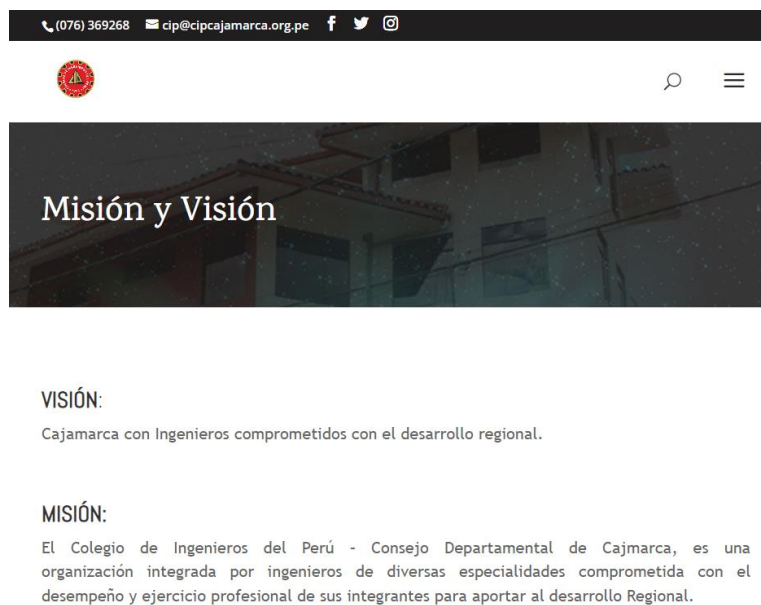 (076) 369268 cip@cipcajamarca.org.pe
Misión y Visión
VISIÓN:
Cajamarca con Ingenieros comprometidos con el desarrollo regional.
MISIÓN:
El Colegio de Ingenieros del Perú - Consejo Departamental de Cajmarca, es una
organización integrada por ingenieros de diversas especialidades comprometida con el
desempeño y ejercicio profesional de sus integrantes para aportar al desarrollo Regional.